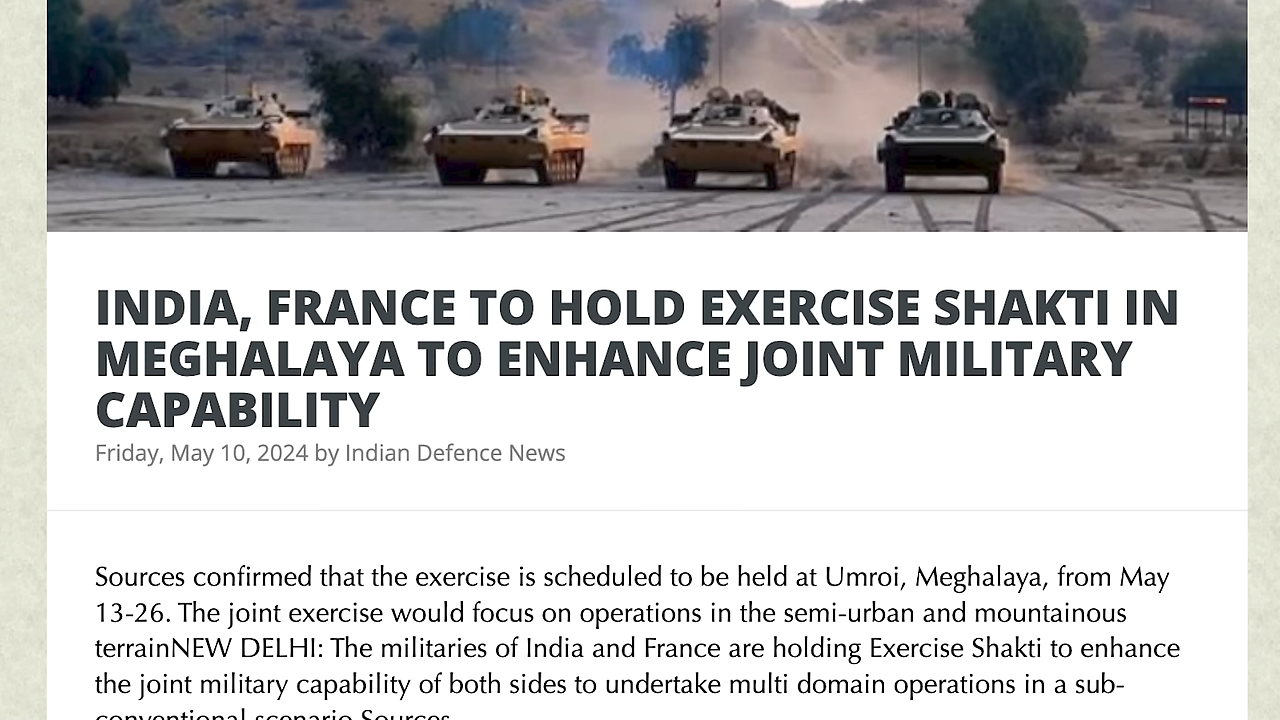 INDIA, FRANCE TO HOLD EXERCISE SHAKTI IN
MEGHALAYA TO ENHANCE JOINT MILITARY
CAPABILITY
Friday, May 10, 2024 by Indian Defence News
Sources confirmed that the exercise is scheduled to be held at Umroi, Meghalaya, from May
13-26. The joint exercise would focus on operations in the semi-urban and mountainous
terrainNEW DELHI: The militaries of India and France are holding Exercise Shakti to enhance
the joint military capability of both sides to undertake multi domain operations in a sub-
conventional scenario.Sources